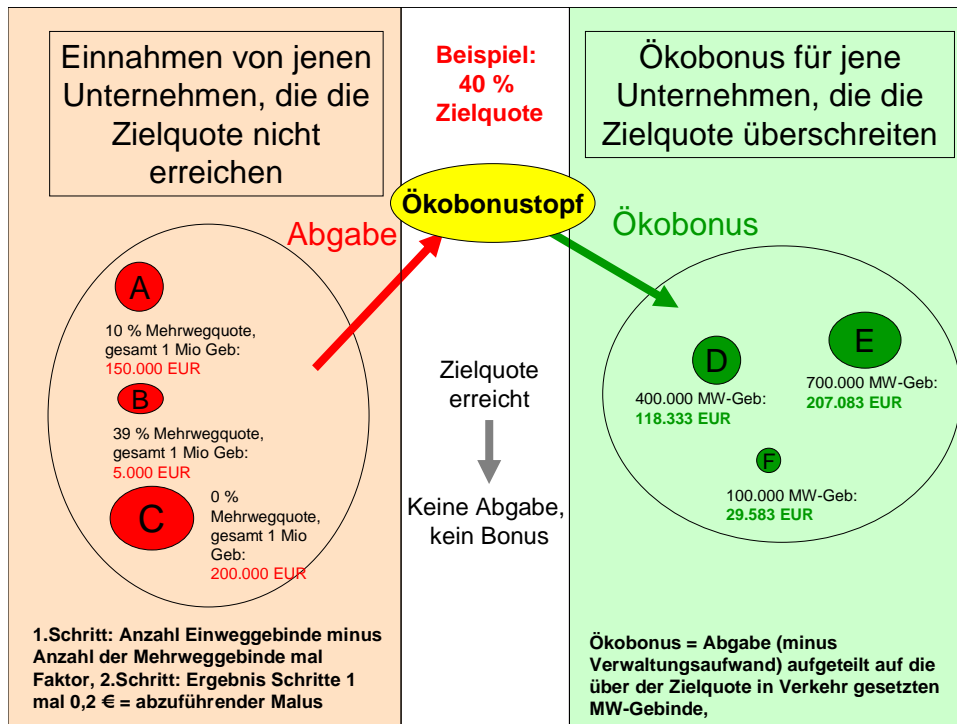 Einnahmen von jenen
Unternehmen, die die
Zielquote nicht
erreichen
Abgabe
A
10 % Mehrwegquote,
gesamt 1 Mio Geb:
150.000 EUR
B
39 % Mehrwegquote,
gesamt 1 Mio Geb:
5.000 EUR
C
0 %
Mehrwegquote,
gesamt 1 Mio
Geb:
200.000 EUR
1.Schritt: Anzahl Einweggebinde minus
Anzahl der Mehrweggebinde mal
Faktor, 2.Schritt: Ergebnis Schritte 1
mal 0,2 € = abzuführender Malus
Beispiel:
40 %
Zielquote
Ökobonustopf
Zielquote
erreicht
Keine Abgabe,
kein Bonus
Ökobonus für jene
Unternehmen, die die
Zielquote überschreiten
Ökobonus
D
400.000 MW-Geb:
118.333 EUR
E
700.000 MW-Geb:
207.083 EUR
F
100.000 MW-Geb:
29.583 EUR
Ökobonus = Abgabe (minus
Verwaltungsaufwand) aufgeteilt auf die
über der Zielquote in Verkehr gesetzten
MW-Gebinde,